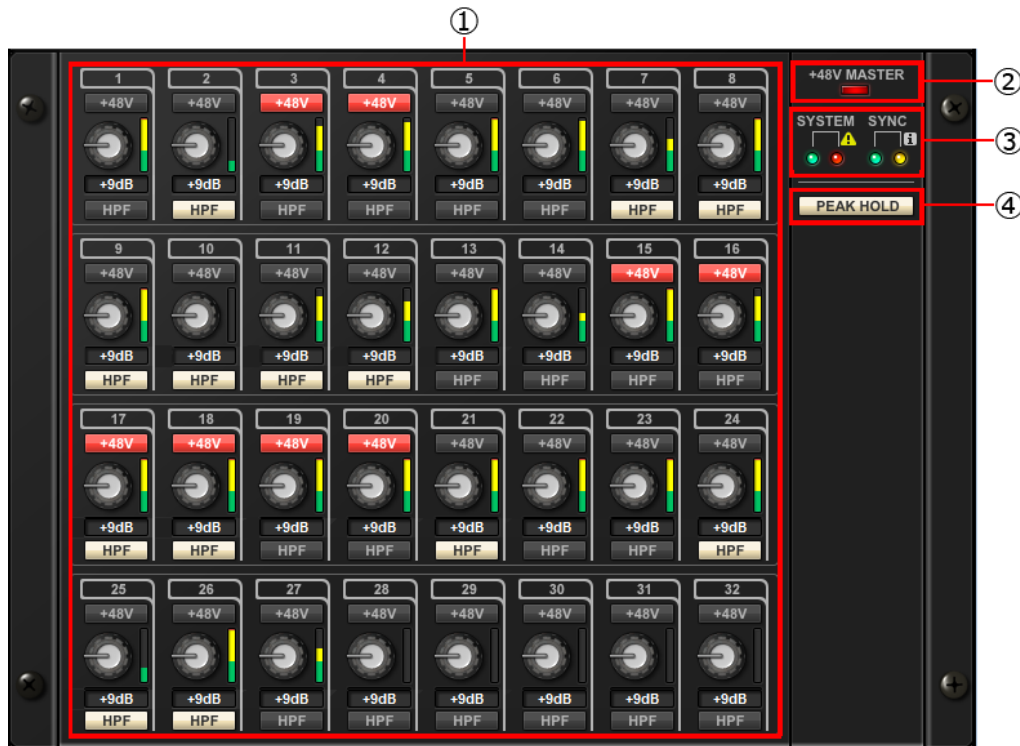 ①
1 2 3 4 5 6 7 8 +48V MASTER ②
+48V +48V +48V +48V +48V +48V +48V +48V
SYSTEM SYNC ③
+9dB +9dB +9dB +9dB +9dB +9dB +9dB +9dB
HPF HPF HPF HPF HPF HPF HPF HPF PEAK HOLD ④
9 10 11 12 13 14 15 16
+48V +48V +48V +48V +48V +48V +48V +48V
+9dB +9dB +9dB +9dB +9dB +9dB +9dB +9dB
HPF HPF HPF HPF HPF HPF HPF HPF
17 18 19 20 21 22 23 24
+48V +48V +48V +48V +48V +48V +48V +48V
+9dB +9dB +9dB +9dB +9dB +9dB +9dB +9dB
HPF HPF HPF HPF HPF HPF HPF HPF
25 26 27 28 29 30 31 32
+48V +48V +48V +48V +48V +48V +48V +48V
+9dB +9dB +9dB +9dB +9dB +9dB +9dB +9dB
HPF HPF HPF HPF HPF HPF HPF HPF